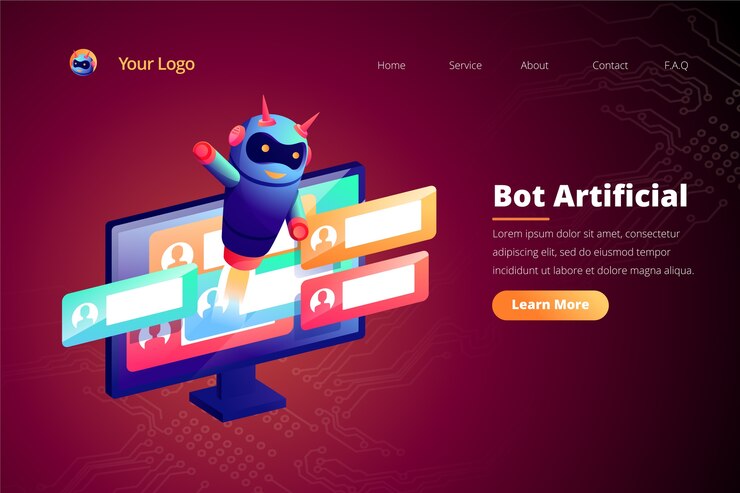 Your Logo
Home
Service
About
Contact
F.A.Q
Bot Artificial
Lorem ipsum dolor sit amet, consectetur
adipiscing elit, sed do eiusmod tempor
incididunt ut labore et dolore magna aliqua.
Learn More